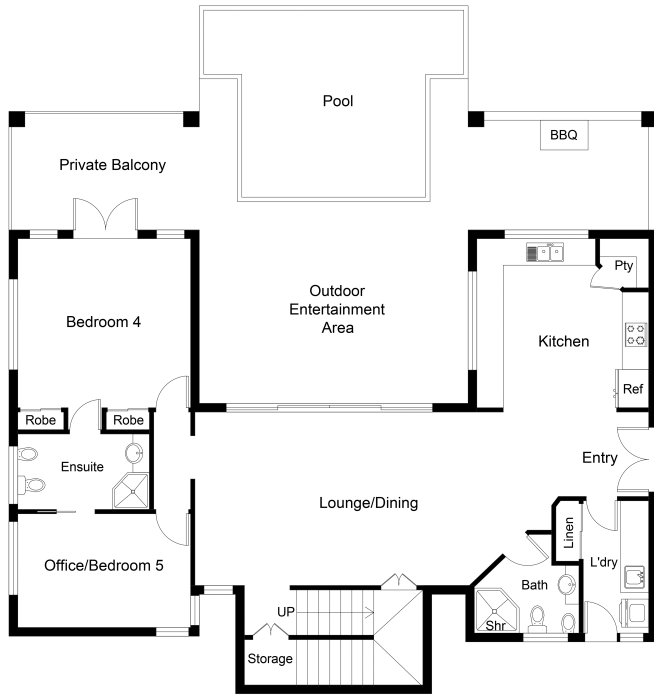 Pool
BBQ
Private Balcony
Pty
Outdoor
Entertainment
Area
Bedroom 4
Kitchen
Ref
Robe
Robe
Entry
Ensuite
Lounge/Dining
Linen
L'dry
Office/Bedroom 5
Bath
UP
Shr
Storage